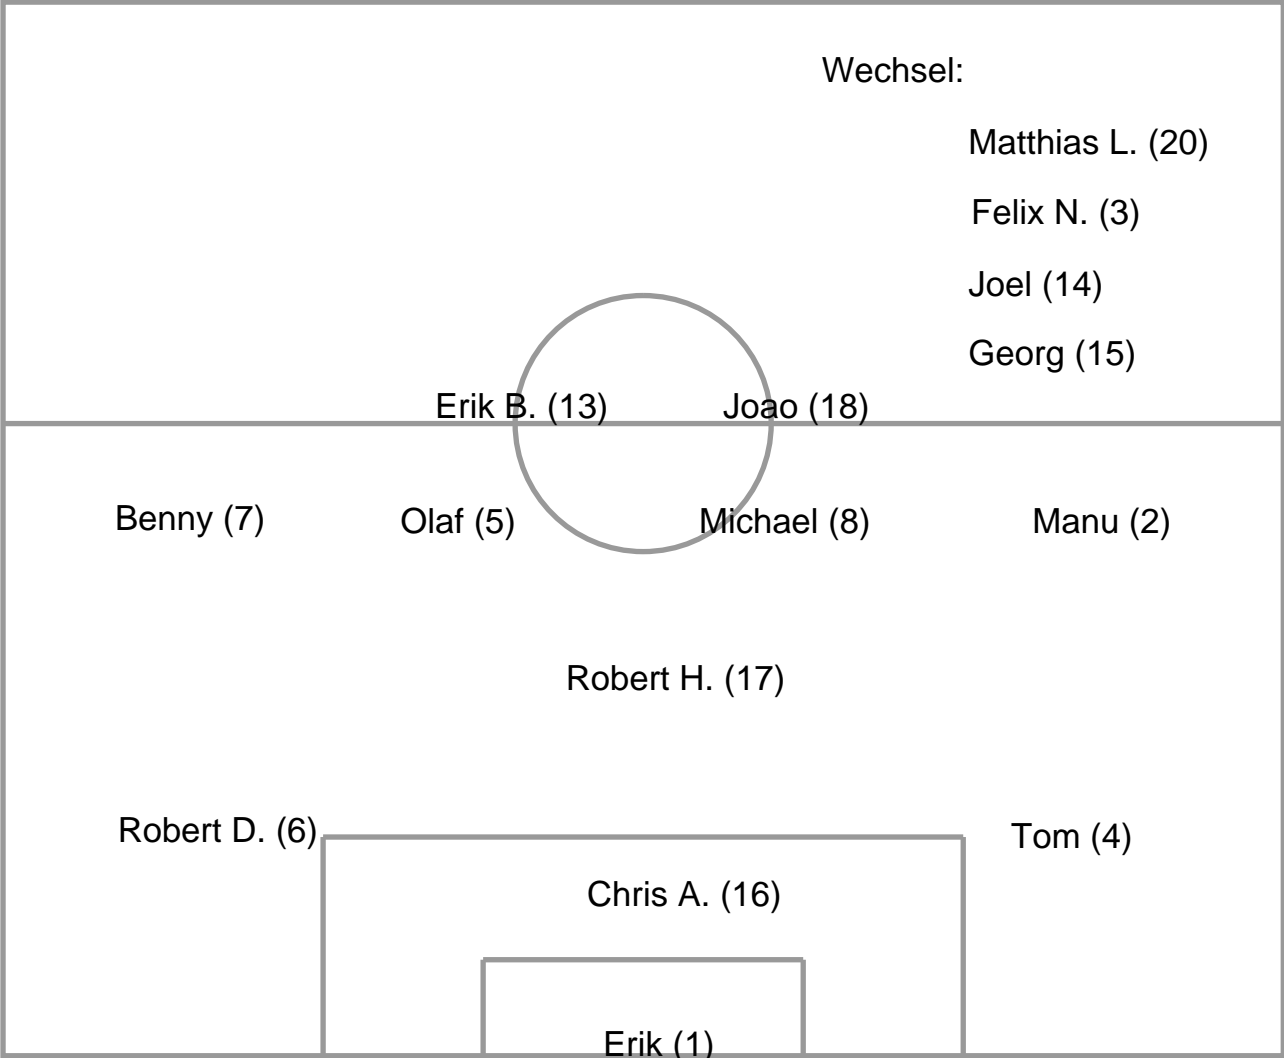 Wechsel:
Matthias L. (20)
Felix N. (3)
Joel (14)
Georg (15)
Erik B. (13) Joao (18)
Benny (7) Olaf (5) Michael (8) Manu (2)
Robert H. (17)
Robert D. (6) Tom (4)
Chris A. (16)
Erik (1)